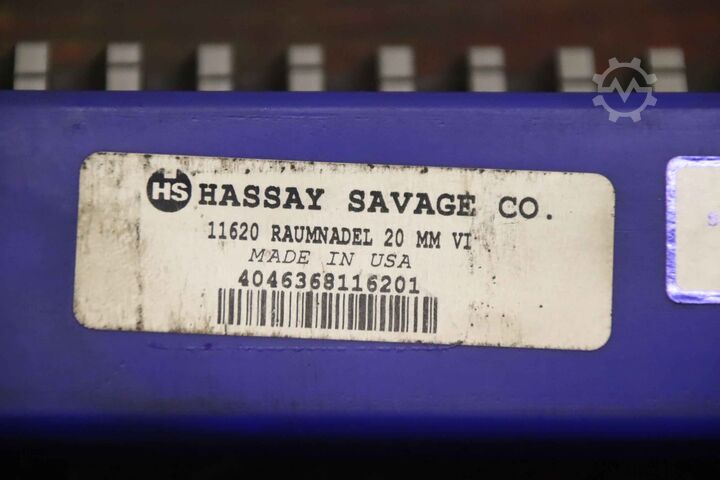 HS HASSAY SAVAGE CO.
11620 RAUMNADEL 20 MM VI
MADE IN USA
4046368116201